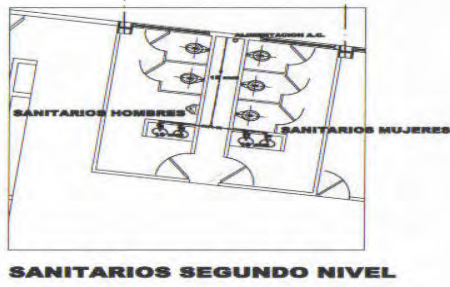 ALIMENTACION A.C.
SANITARIOS HOMBRES
SANITARIOS MUJERES
SANITARIOS SEGUNDO NIVEL